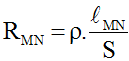 R_MN = ρ. ℓ_MN / S